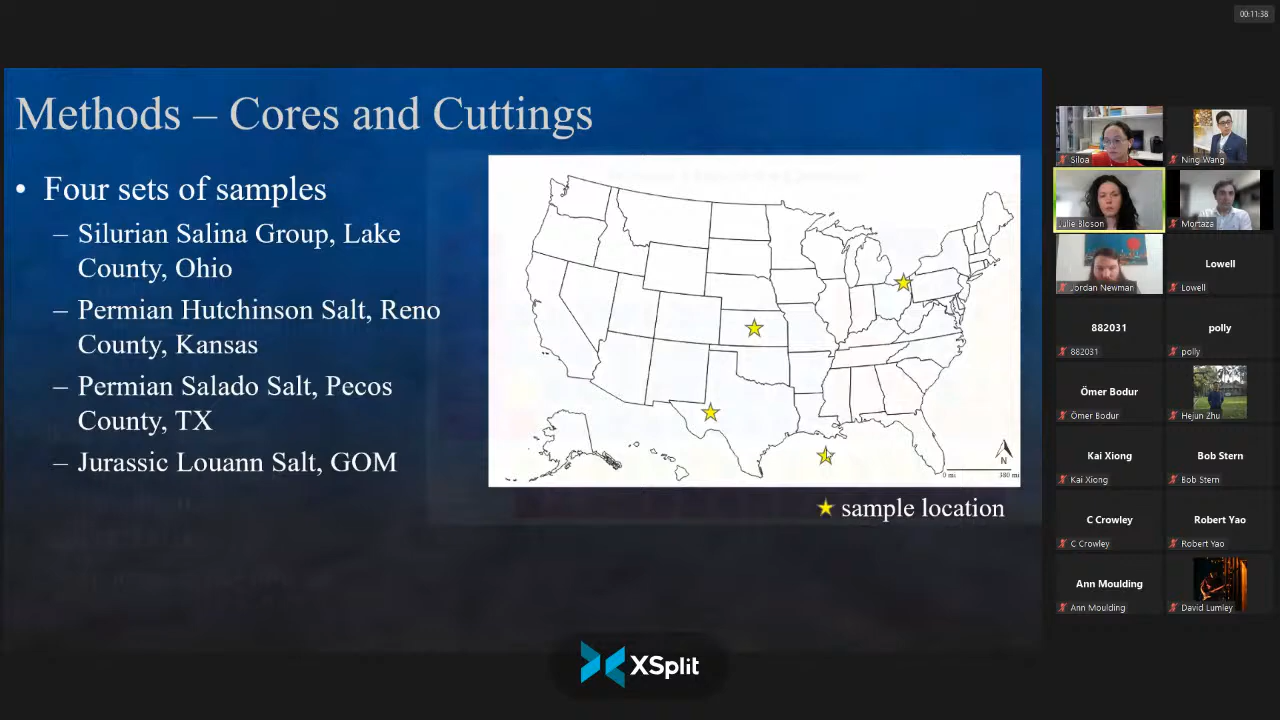 00:11:38
Methods – Cores and Cuttings
• Four sets of samples
– Silurian Salina Group, Lake
County, Ohio
– Permian Hutchinson Salt, Reno
County, Kansas
– Permian Salado Salt, Pecos
County, TX
– Jurassic Louann Salt, GOM
N
0 mi 380 mi
sample location
Siloa
Ning Wang
Julie Bloson
Mortaza
Jordan Newman
Lowell
Lowell
882031
882031
polly
polly
Ömer Bodur
Ömer Bodur
Hejun Zhu
Kai Xiong
Kai Xiong
Bob Stern
Bob Stern
C Crowley
C Crowley
Robert Yao
Robert Yao
Ann Moulding
Ann Moulding
David Lumley
XSplit